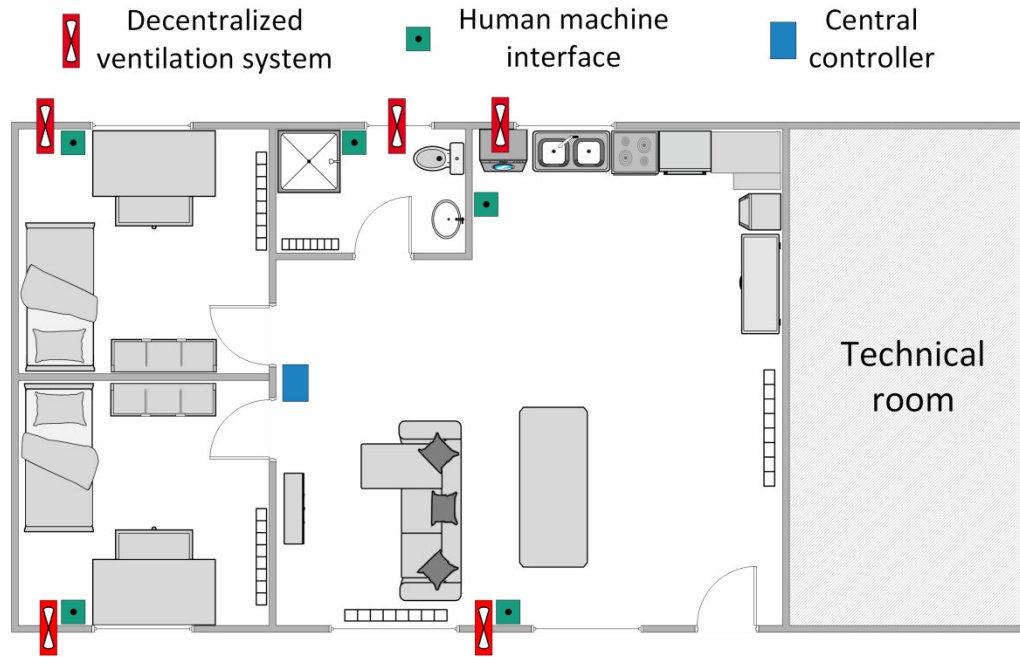 Decentralized
ventilation system
Human machine
interface
Central
controller
Technical
room